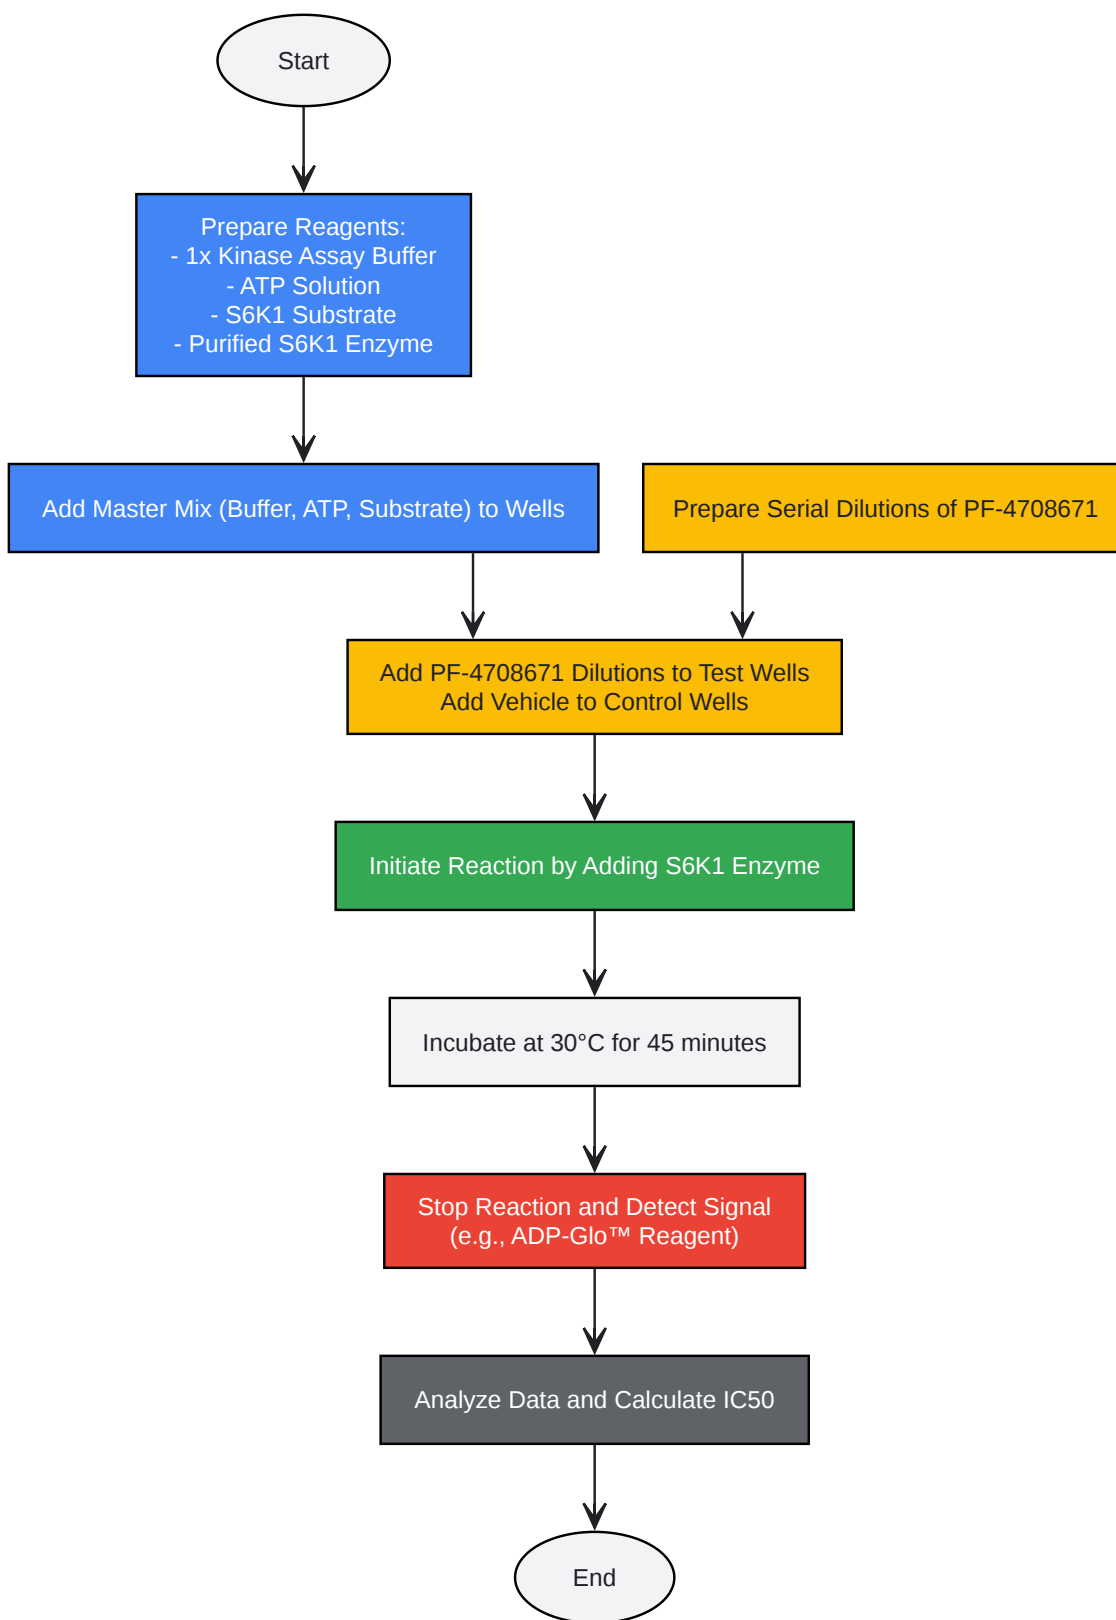 Start
Prepare Reagents:
- 1x Kinase Assay Buffer
- ATP Solution
- S6K1 Substrate
- Purified S6K1 Enzyme
Add Master Mix (Buffer, ATP, Substrate) to Wells
Prepare Serial Dilutions of PF-4708671
Add PF-4708671 Dilutions to Test Wells
Add Vehicle to Control Wells
Initiate Reaction by Adding S6K1 Enzyme
Incubate at 30°C for 45 minutes
Stop Reaction and Detect Signal
(e.g., ADP-Glo™ Reagent)
Analyze Data and Calculate IC50
End